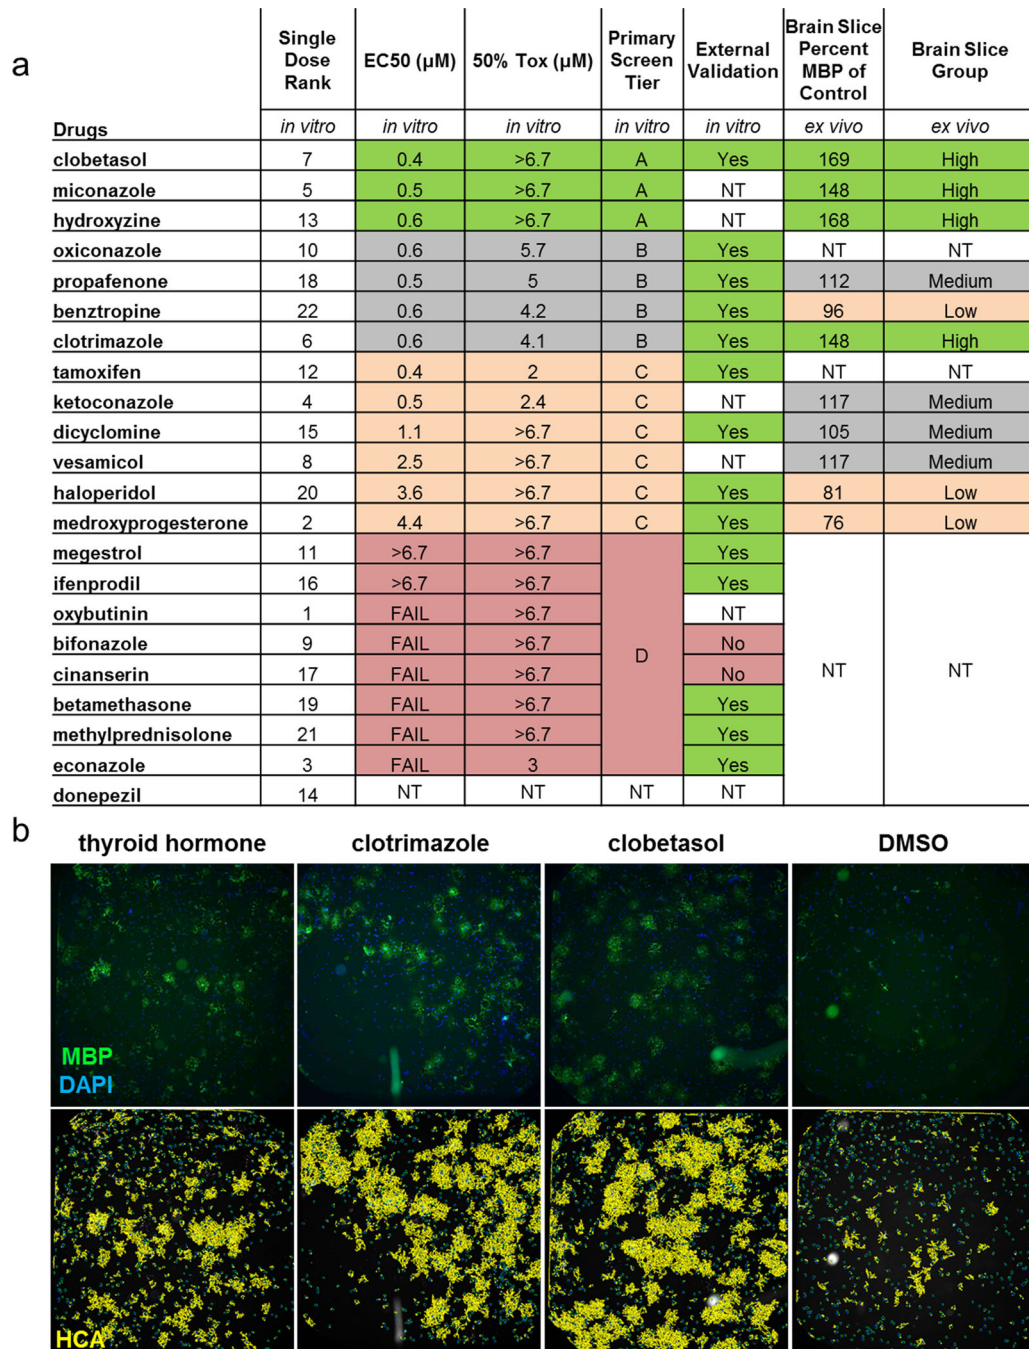 a
Drugs Single Dose Rank EC50 (µM) 50% Tox (µM) Primary Screen Tier External Validation Brain Slice Percent MBP of Control Brain Slice Group
in vitro in vitro in vitro in vitro in vitro ex vivo ex vivo
clobetasol 7 0.4 >6.7 A Yes 169 High
miconazole 5 0.5 >6.7 A NT 148 High
hydroxyzine 13 0.6 >6.7 A NT 168 High
oxiconazole 10 0.6 5.7 B Yes NT NT
propafenone 18 0.5 5 B Yes 112 Medium
benztropine 22 0.6 4.2 B Yes 96 Low
clotrimazole 6 0.6 4.1 B Yes 148 High
tamoxifen 12 0.4 2 C Yes NT NT
ketoconazole 4 0.5 2.4 C NT 117 Medium
dicyclomine 15 1.1 >6.7 C Yes 105 Medium
vesamicol 8 2.5 >6.7 C NT 117 Medium
haloperidol 20 3.6 >6.7 C Yes 81 Low
medroxyprogesterone 2 4.4 >6.7 C Yes 76 Low
megestrol 11 >6.7 >6.7 Yes
ifenprodil 16 >6.7 >6.7 Yes
oxybutinin 1 FAIL >6.7 NT
bifonazole 9 FAIL >6.7 D No NT NT
cinanserin 17 FAIL >6.7 No
betamethasone 19 FAIL >6.7 Yes
methylprednisolone 21 FAIL >6.7 Yes
econazole 3 FAIL 3 Yes
donepezil 14 NT NT NT NT
b
thyroid hormone clotrimazole clobetasol DMSO
MBP
DAPI
HCA